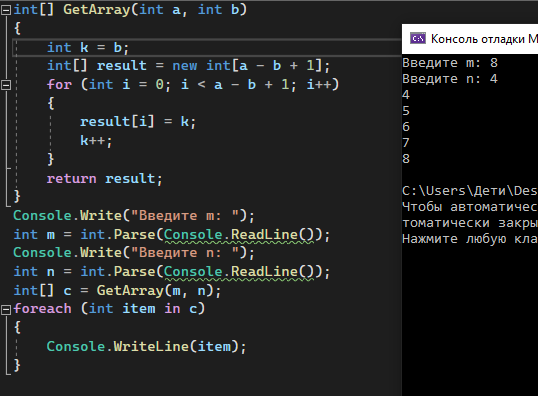 int[] GetArray(int a, int b)
{
    int k = b;
    int[] result = new int[a - b + 1];
    for (int i = 0; i < a - b + 1; i++)
    {
        result[i] = k;
        k++;
    }
    return result;
}
Console.Write("Введите m: ");
int m = int.Parse(Console.ReadLine());
Console.Write("Введите n: ");
int n = int.Parse(Console.ReadLine());
int[] c = GetArray(m, n);
foreach (int item in c)
{
    Console.WriteLine(item);
}
Консоль отладки M
Введите m: 8
Введите n: 4
4
5
6
7
8
C:\Users\Дети\Des
Чтобы автоматичес
томатически закры
Нажмите любую кла